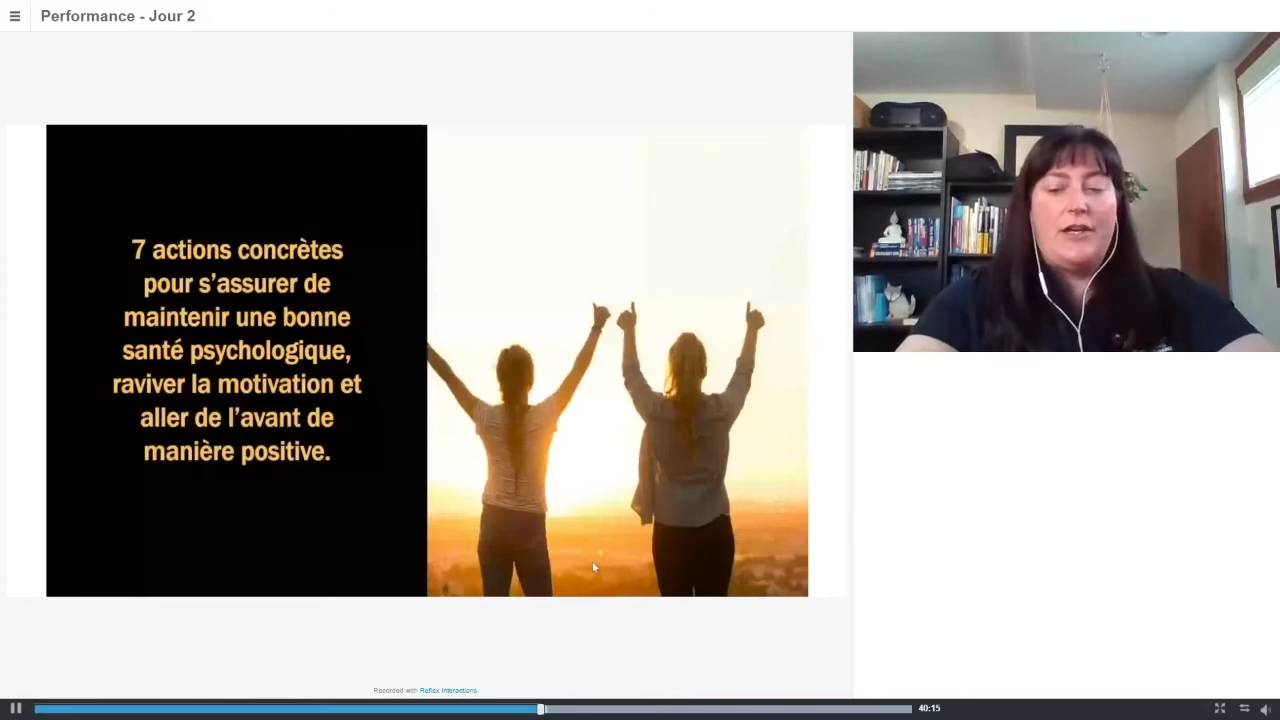 Performance - Jour 2
7 actions concrètes
pour s'assurer de
maintenir une bonne
santé psychologique,
raviver la motivation et
aller de l'avant de
manière positive.
Recorded with Reflex Interactions.
40:15